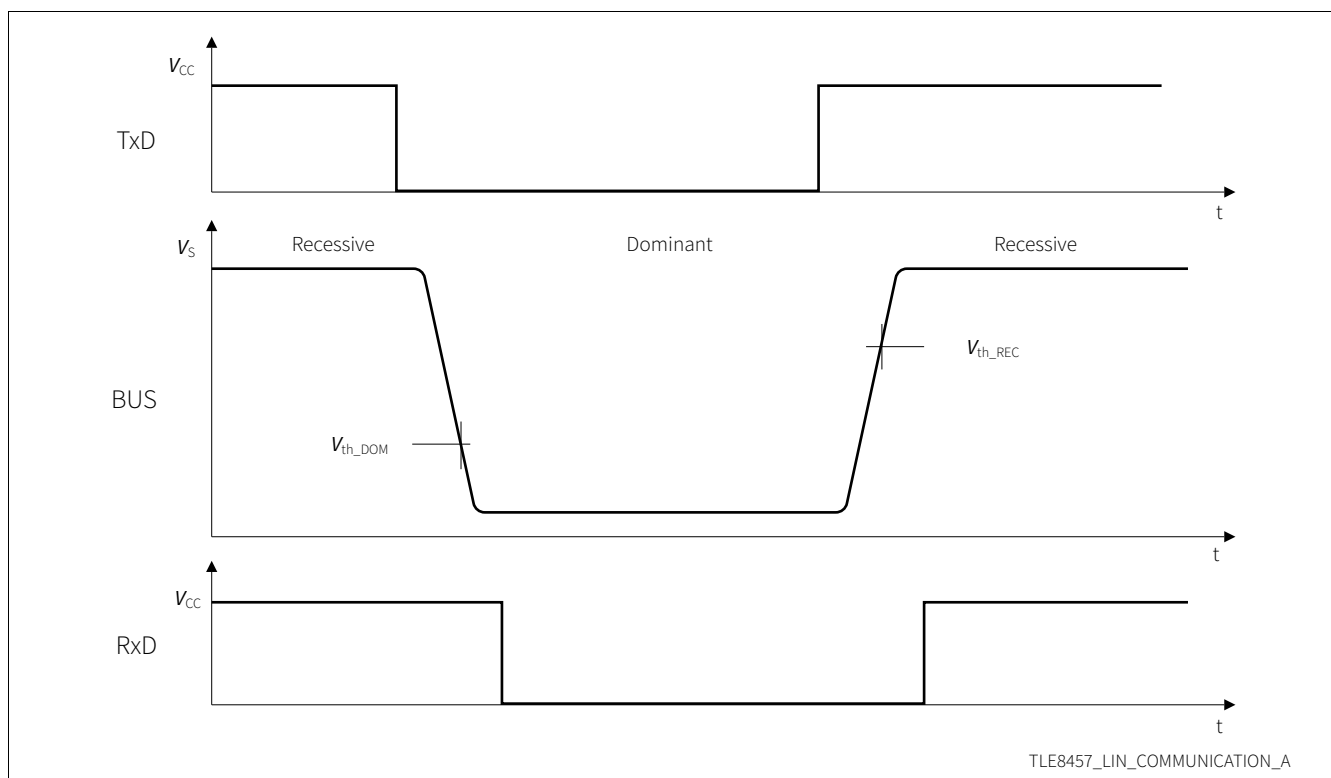 VCC
TxD
t
VS
Recessive
Dominant
Recessive
Vth_REC
BUS
Vth_DOM
t
VCC
RxD
t
TLE8457_LIN_COMMUNICATION_A